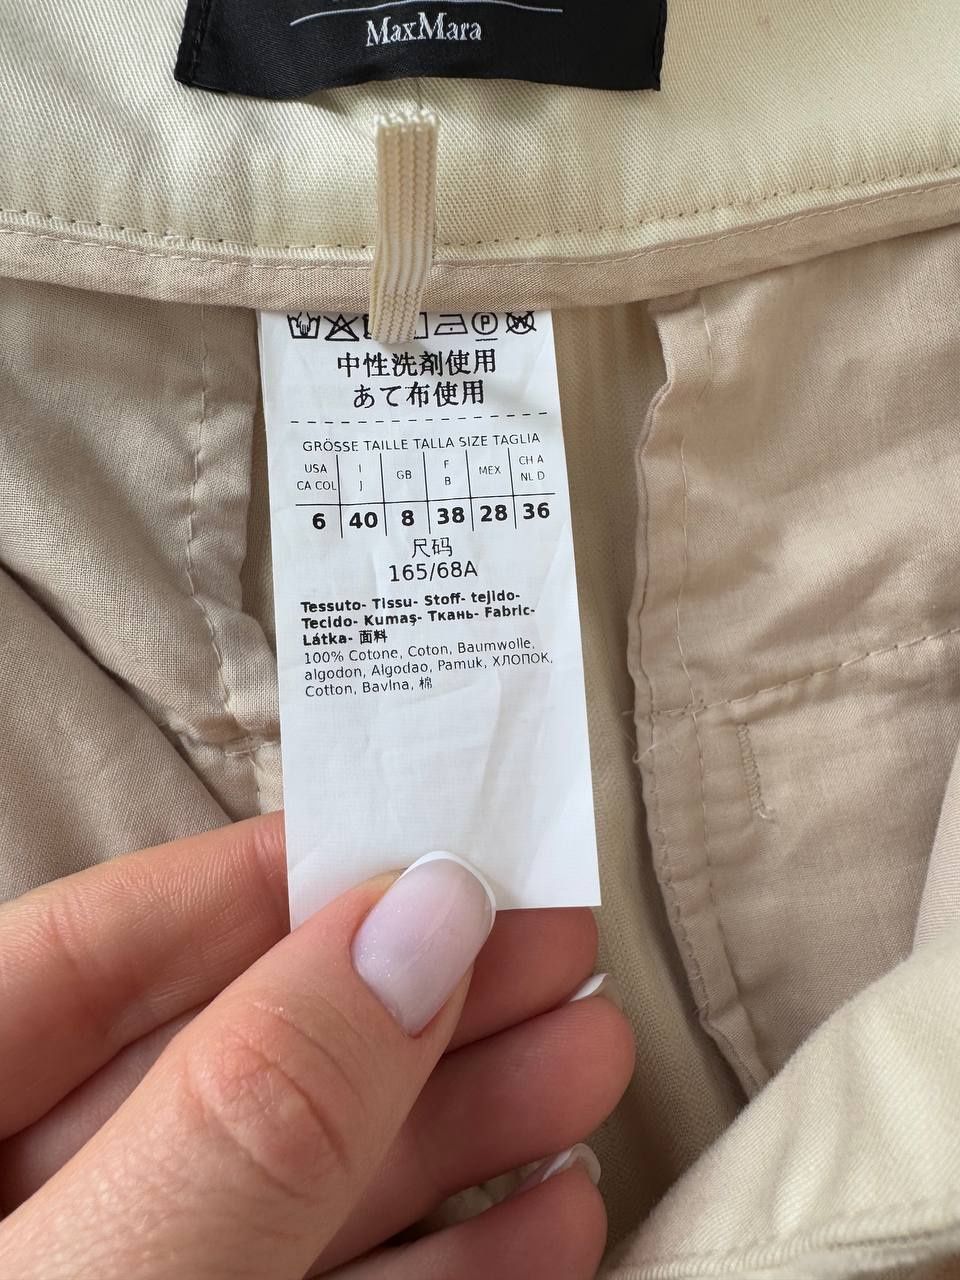 MaxMara
中性洗剤使用
あて布使用
GRÖSSE TAILLE TALLA SIZE TAGLIA
USA I GB F MEX CH A
CA COL J B NL D
6 40 8 38 28 36
尺码
165/68A
Tessuto- Tissu- Stoff- tejido-
Tecido- Kumaş- Ткань- Fabric-
Látka- 面料
100% Cotone, Coton, Baumwolle,
algodon, Algodao, Pamuk, ХЛОПОК,
Cotton, Bavlna, 棉